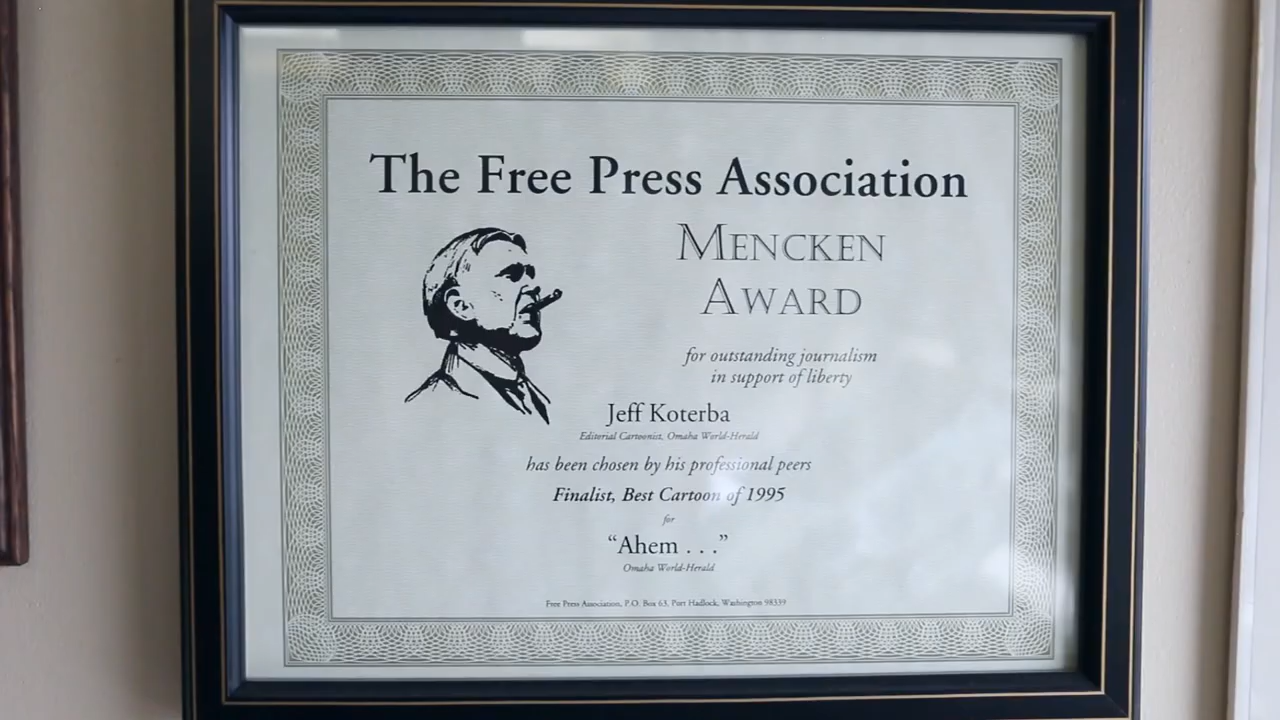 The Free Press Association
MENCKEN
AWARD
for outstanding journalism
in support of liberty
Jeff Koterba
Editorial Cartoonist, Omaha World-Herald
has been chosen by his professional peers
Finalist, Best Cartoon of 1995
for
“Ahem . . .”
Omaha World-Herald
Free Press Association, P.O. Box 63, Port Hadlock, Washington 98339